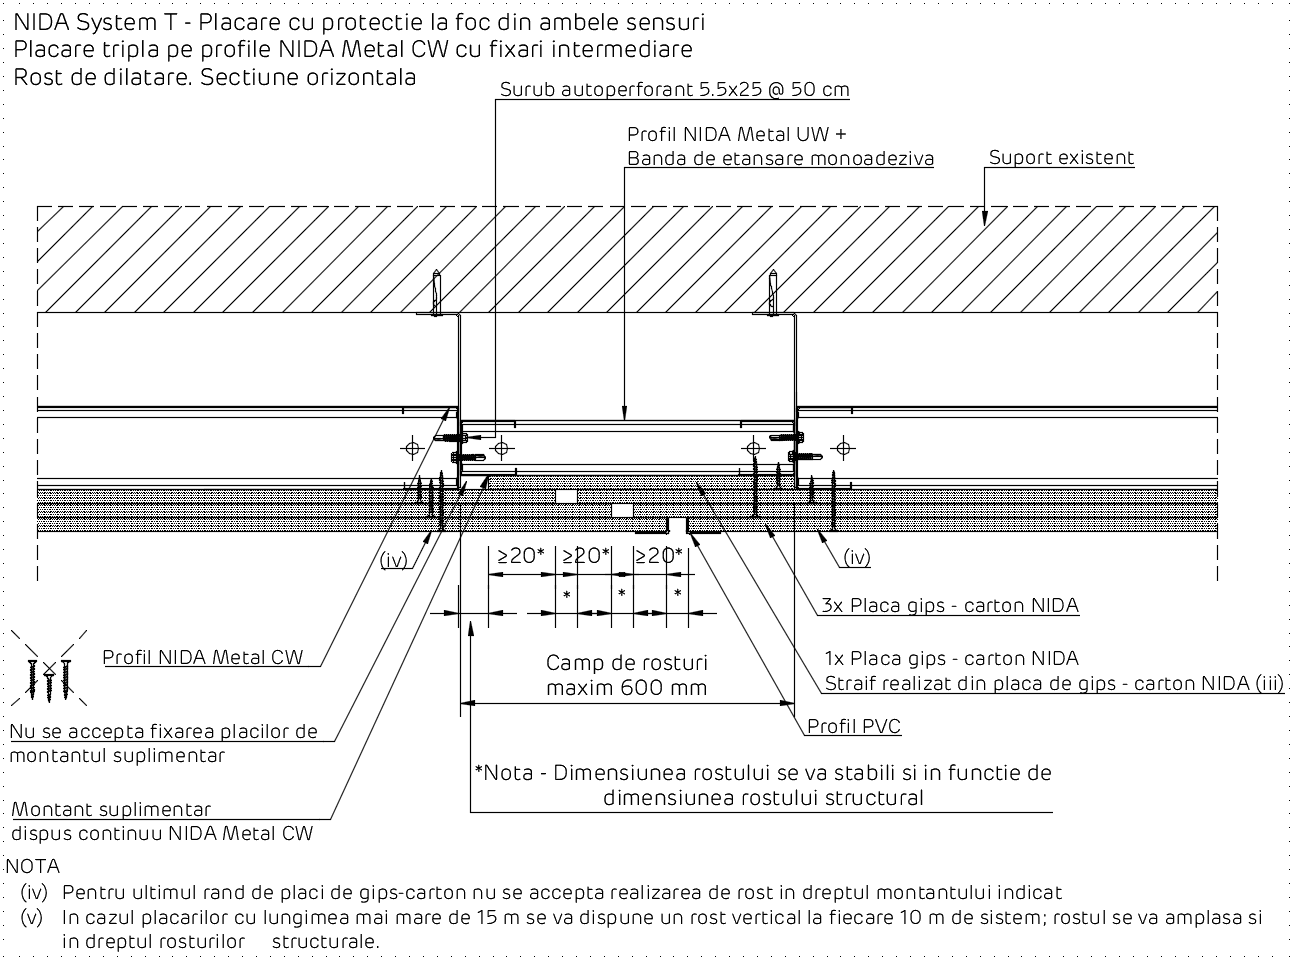 NIDA System T - Placare cu protectie la foc din ambele sensuri
Placare tripla pe profile NIDA Metal CW cu fixari intermediare
Rost de dilatare. Sectiune orizontala
Surub autoperforant 5.5x25 @ 50 cm
Profil NIDA Metal UW +
Banda de etansare monoadeziva
Suport existent
(iv)
≥20*
≥20*
≥20*
(iv)
*
*
*
3x Placa gips - carton NIDA
Profil NIDA Metal CW
Camp de rosturi
maxim 600 mm
1x Placa gips - carton NIDA
Straif realizat din placa de gips - carton NIDA (iii)
Profil PVC
Nu se accepta fixarea placilor de
montantul suplimentar
*Nota - Dimensiunea rostului se va stabili si in functie de
dimensiunea rostului structural
Montant suplimentar
dispus continuu NIDA Metal CW
NOTA
(iv) Pentru ultimul rand de placi de gips-carton nu se accepta realizarea de rost in dreptul montantului indicat
(v) In cazul placarilor cu lungimea mai mare de 15 m se va dispune un rost vertical la fiecare 10 m de sistem; rostul se va amplasa si
in dreptul rosturilor structurale.